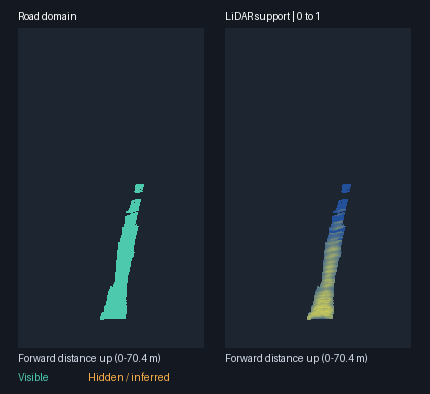 Road domain
LiDAR support | 0 to 1
Forward distance up (0-70.4 m)
Forward distance up (0-70.4 m)
Visible
Hidden / inferred